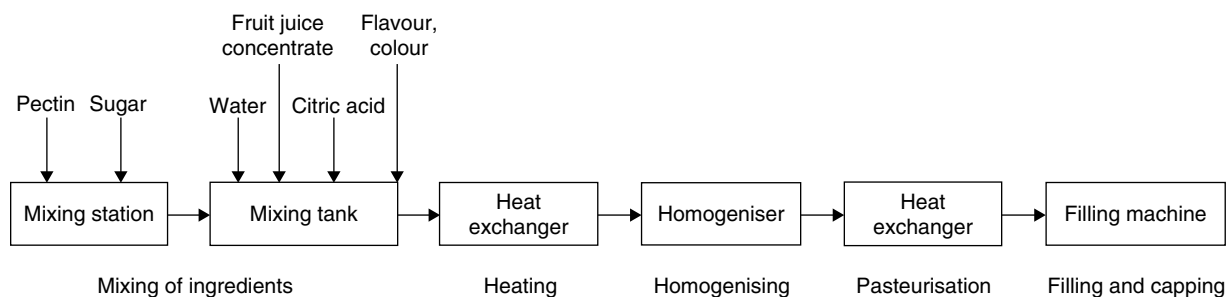 Fruit juice
concentrate
Flavour,
colour
Pectin
Sugar
Water
Citric acid
Mixing station
Mixing tank
Heat
exchanger
Homogeniser
Heat
exchanger
Filling machine
Mixing of ingredients
Heating
Homogenising
Pasteurisation
Filling and capping